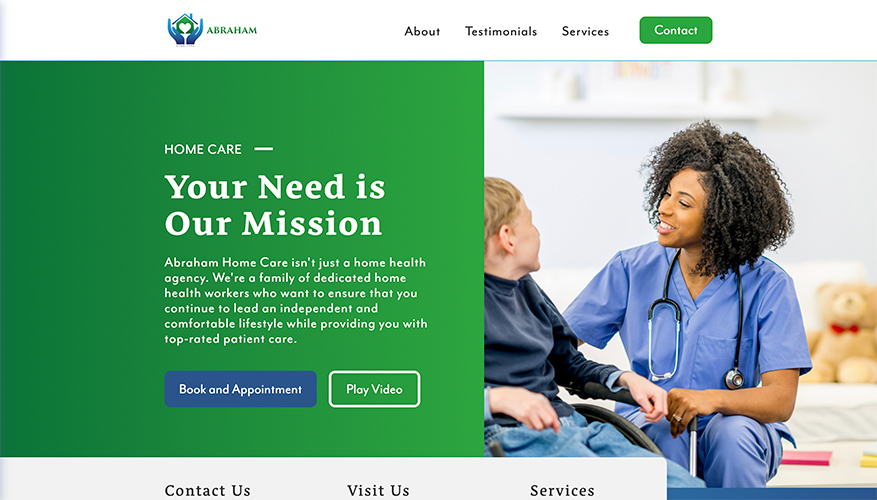 ABRAHAM
About Testimonials Services Contact
HOME CARE
Your Need is
Our Mission
Abraham Home Care isn't just a home health
agency. We're a family of dedicated home
health workers who want to ensure that you
continue to lead an independent and
comfortable lifestyle while providing you with
top-rated patient care.
Book and Appointment Play Video
Contact Us Visit Us Services